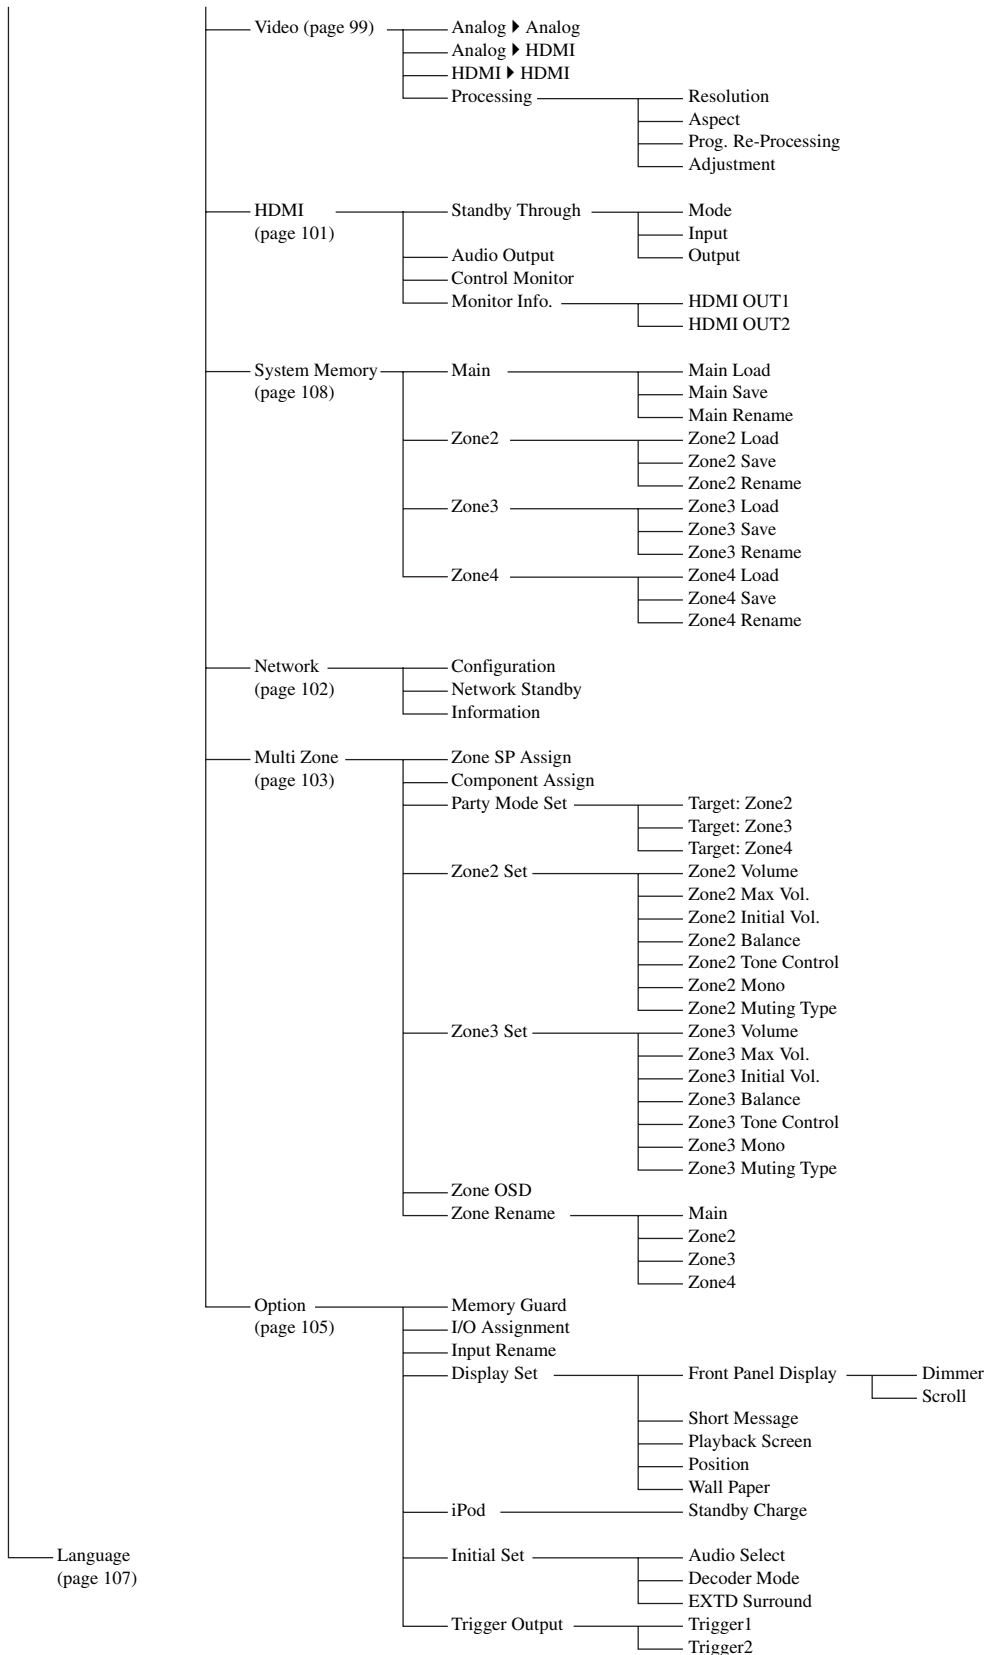 Video (page 99)
Analog ▶ Analog
Analog ▶ HDMI
HDMI ▶ HDMI
Processing
Resolution
Aspect
Prog. Re-Processing
Adjustment
HDMI
(page 101)
Standby Through
Mode
Input
Output
Audio Output
Control Monitor
Monitor Info.
HDMI OUT1
HDMI OUT2
System Memory
(page 108)
Main
Main Load
Main Save
Main Rename
Zone2
Zone2 Load
Zone2 Save
Zone2 Rename
Zone3
Zone3 Load
Zone3 Save
Zone3 Rename
Zone4
Zone4 Load
Zone4 Save
Zone4 Rename
Network
(page 102)
Configuration
Network Standby
Information
Multi Zone
(page 103)
Zone SP Assign
Component Assign
Party Mode Set
Target: Zone2
Target: Zone3
Target: Zone4
Zone2 Set
Zone2 Volume
Zone2 Max Vol.
Zone2 Initial Vol.
Zone2 Balance
Zone2 Tone Control
Zone2 Mono
Zone2 Muting Type
Zone3 Set
Zone3 Volume
Zone3 Max Vol.
Zone3 Initial Vol.
Zone3 Balance
Zone3 Tone Control
Zone3 Mono
Zone3 Muting Type
Zone OSD
Zone Rename
Main
Zone2
Zone3
Zone4
Option
(page 105)
Memory Guard
I/O Assignment
Input Rename
Display Set
Front Panel Display
Dimmer
Scroll
Short Message
Playback Screen
Position
Wall Paper
iPod
Standby Charge
Initial Set
Audio Select
Decoder Mode
EXTD Surround
Trigger Output
Trigger1
Trigger2
Language
(page 107)